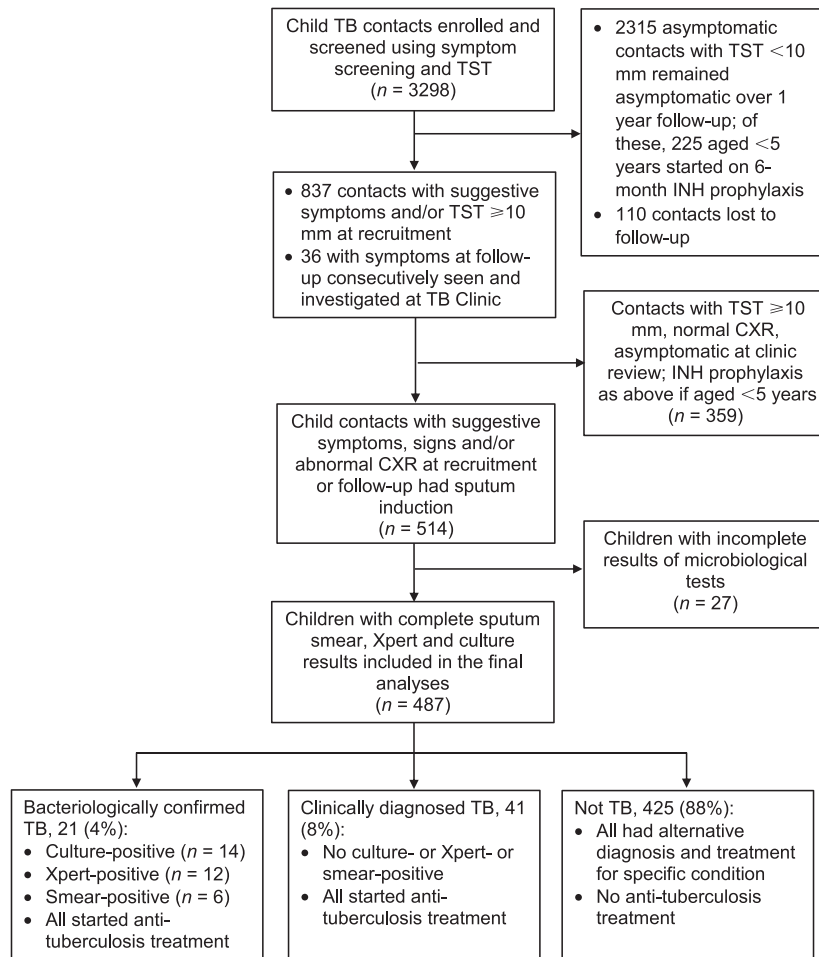 Child TB contacts enrolled and
screened using symptom
screening and TST
(n = 3298)
• 2315 asymptomatic
contacts with TST <10
mm remained
asymptomatic over 1
year follow-up; of
these, 225 aged <5
years started on 6-
month INH prophylaxis
• 110 contacts lost to
follow-up
• 837 contacts with suggestive
symptoms and/or TST ⩾10
mm at recruitment
• 36 with symptoms at follow-
up consecutively seen and
investigated at TB Clinic
Contacts with TST ⩾10
mm, normal CXR,
asymptomatic at clinic
review; INH prophylaxis
as above if aged <5 years
(n = 359)
Child contacts with suggestive
symptoms, signs and/or
abnormal CXR at recruitment
or follow-up had sputum
induction
(n = 514)
Children with incomplete
results of microbiological
tests
(n = 27)
Children with complete sputum
smear, Xpert and culture
results included in the final
analyses
(n = 487)
Bacteriologically confirmed
TB, 21 (4%):
• Culture-positive (n = 14)
• Xpert-positive (n = 12)
• Smear-positive (n = 6)
• All started anti-
tuberculosis treatment
Clinically diagnosed TB, 41
(8%):
• No culture- or Xpert- or
smear-positive
• All started anti-
tuberculosis treatment
Not TB, 425 (88%):
• All had alternative
diagnosis and treatment
for specific condition
• No anti-tuberculosis
treatment